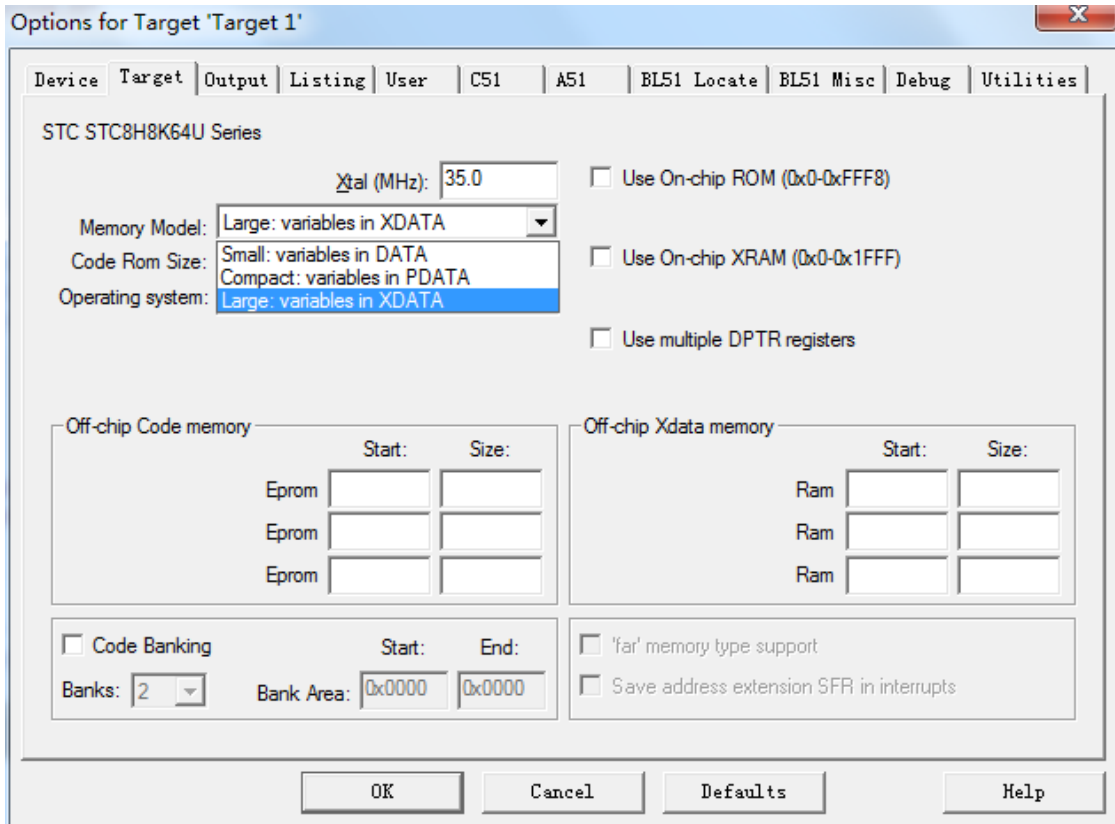 Options for Target 'Target 1'
X
Device Target Output Listing User C51 A51 BL51 Locate BL51 Misc Debug Utilities
STC STC8H8K64U Series
Xtal (MHz): 35.0
Use On-chip ROM (0x0-0xFFF8)
Memory Model: Large: variables in XDATA
Small: variables in DATA
Code Rom Size:
Use On-chip XRAM (0x0-0x1FFF)
Compact: variables in PDATA
Operating system:
Large: variables in XDATA
Use multiple DPTR registers
Off-chip Code memory
Start: Size:
Eprom
Eprom
Eprom
Off-chip Xdata memory
Start: Size:
Ram
Ram
Ram
Code Banking Start: End:
Banks: 2 Bank Area: 0x0000 0x0000
'far' memory type support
Save address extension SFR in interrupts
OK Cancel Defaults Help